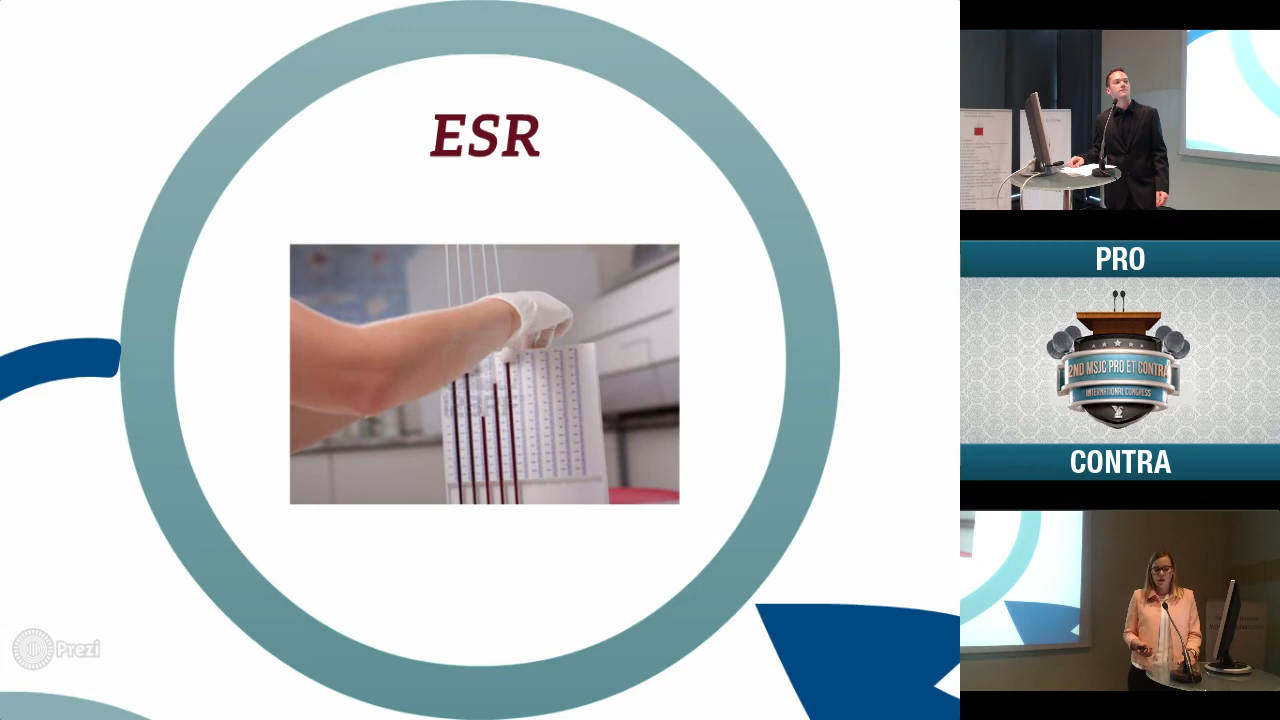 ESR
Prezi
PRO
2ND MSJC PRO ET CONTRA
INTERNATIONAL CONGRESS
CONTRA